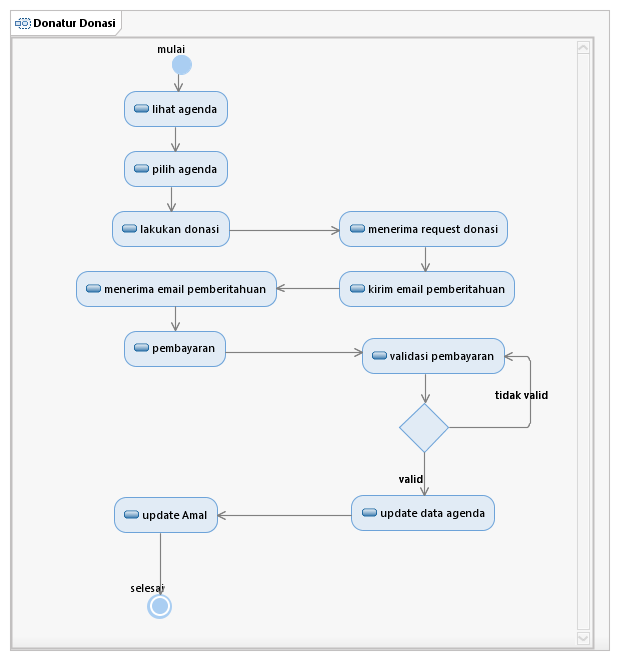 Donatur Donasi
mulai
lihat agenda
pilih agenda
lakukan donasi
menerima request donasi
menerima email pemberitahuan
kirim email pemberitahuan
pembayaran
validasi pembayaran
tidak valid
valid
update Amal
update data agenda
selesai